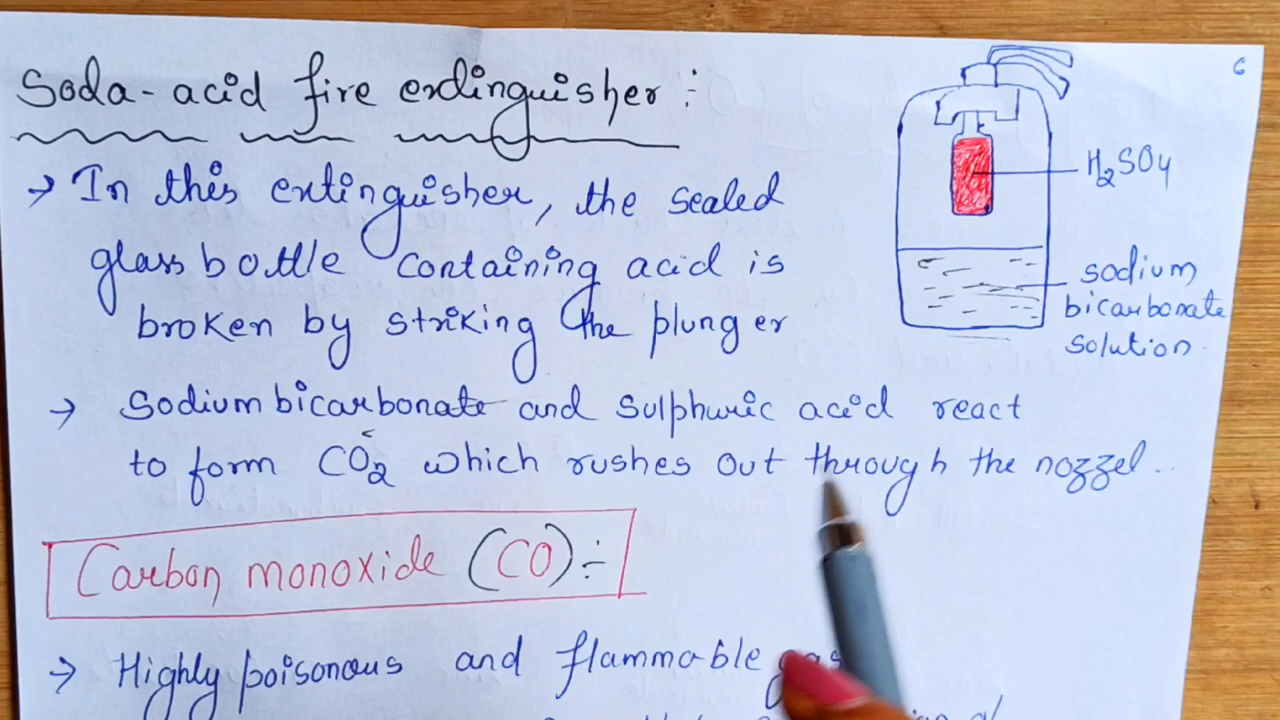 6
Soda-acid fire extinguisher :-
→ In this extinguisher, the sealed
glass bottle containing acid is
broken by striking the plunger
H₂SO₄
sodium
bicarbonate
solution.
→ Sodium bicarbonate and sulphuric acid react
to form CO₂ which rushes out through the nozzel..
Carbon monoxide (CO) :-
→ Highly poisonous and flammable gas